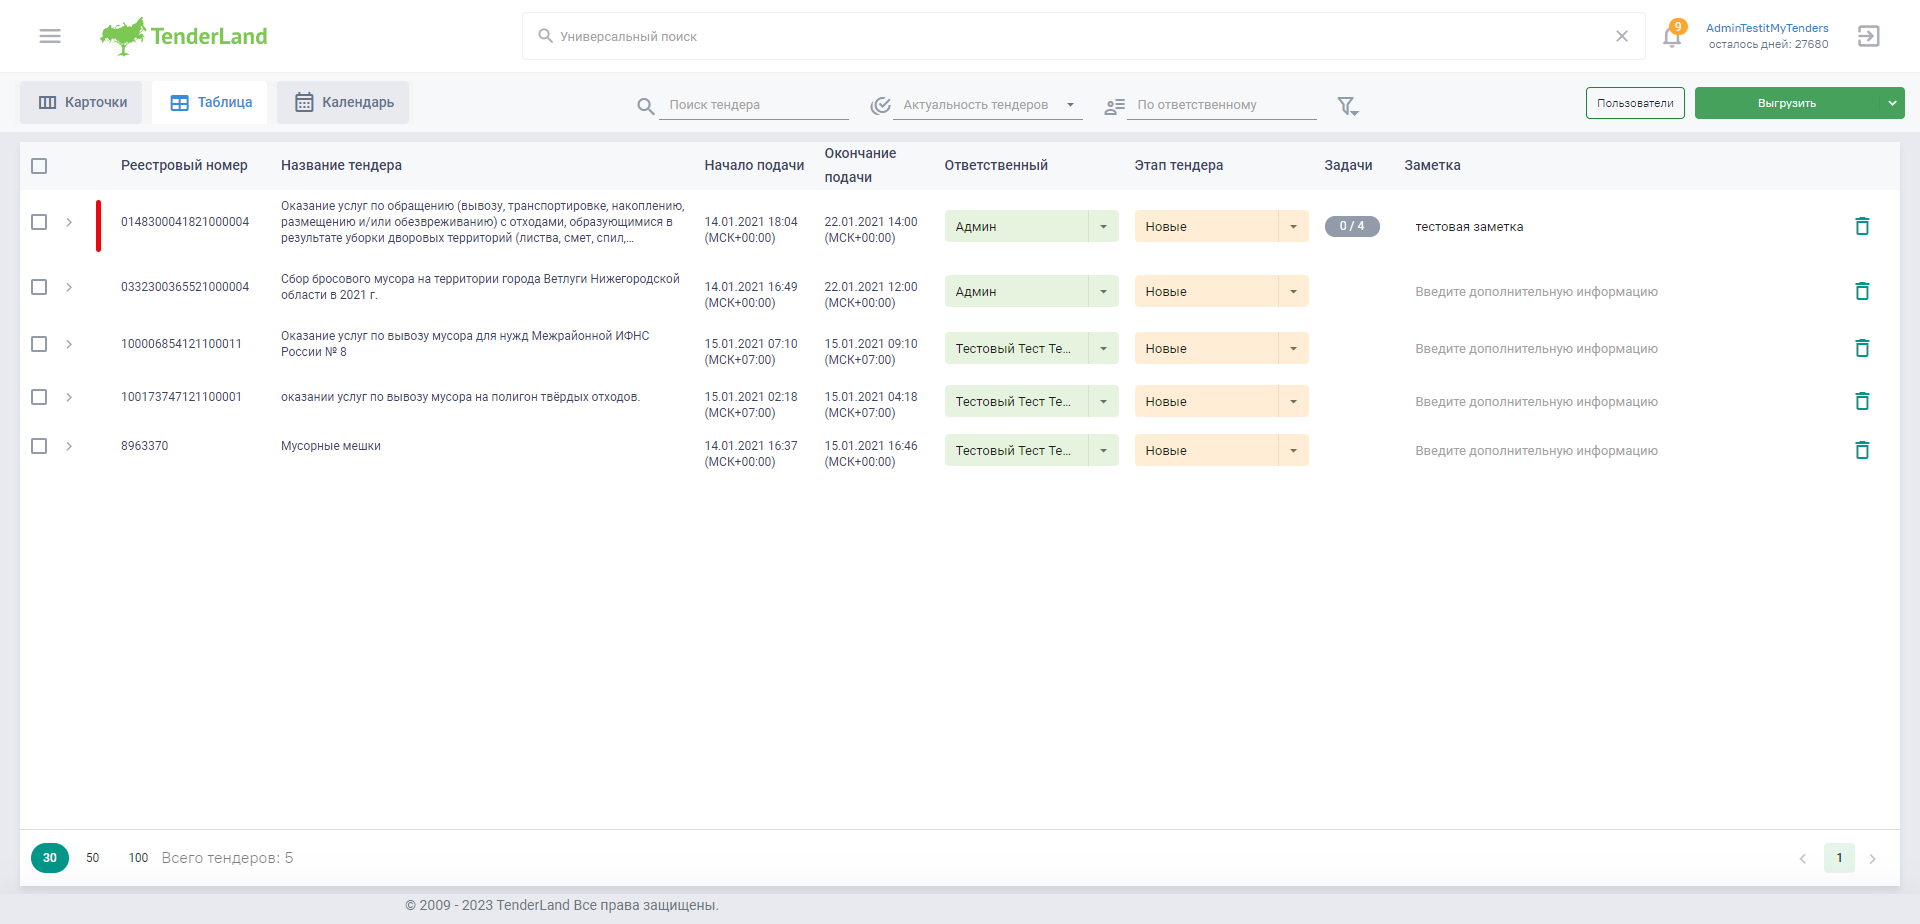 TenderLand
Универсальный поиск
9
AdminTestitMyTenders
осталось дней: 27680
Карточки
Таблица
Календарь
Поиск тендера
Актуальность тендеров
По ответственному
Пользователи
Выгрузить
Реестровый номер
Название тендера
Начало подачи
Окончание
подачи
Ответственный
Этап тендера
Задачи
Заметка
0148300041821000004
Оказание услуг по обращению (вывозу, транспортировке, накоплению,
размещению и/или обезвреживанию) с отходами, образующимися в
результате уборки дворовых территорий (листва, смет, спил,...
14.01.2021 18:04
(МСК+00:00)
22.01.2021 14:00
(МСК+00:00)
Админ
Новые
0 / 4
тестовая заметка
0332300365521000004
Сбор бросового мусора на территории города Ветлуги Нижегородской
области в 2021 г.
14.01.2021 16:49
(МСК+00:00)
22.01.2021 12:00
(МСК+00:00)
Админ
Новые
Введите дополнительную информацию
100006854121100011
Оказание услуг по вывозу мусора для нужд Межрайонной ИФНС
России № 8
15.01.2021 07:10
(МСК+07:00)
15.01.2021 09:10
(МСК+07:00)
Тестовый Тест Те...
Новые
Введите дополнительную информацию
100173747121100001
оказании услуг по вывозу мусора на полигон твёрдых отходов.
15.01.2021 02:18
(МСК+07:00)
15.01.2021 04:18
(МСК+07:00)
Тестовый Тест Те...
Новые
Введите дополнительную информацию
8963370
Мусорные мешки
14.01.2021 16:37
(МСК+00:00)
15.01.2021 16:46
(МСК+00:00)
Тестовый Тест Те...
Новые
Введите дополнительную информацию
30
50
100
Всего тендеров: 5
1
© 2009 - 2023 TenderLand Все права защищены.